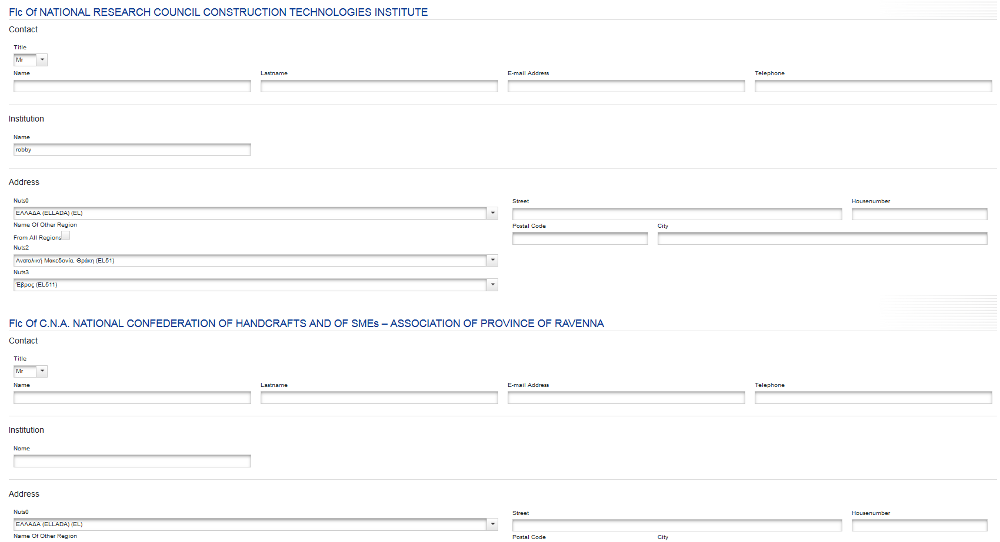 Flc Of NATIONAL RESEARCH COUNCIL CONSTRUCTION TECHNOLOGIES INSTITUTE
Contact
Title
Mr
Name Lastname E-mail Address Telephone
Institution
Name
robby
Address
Nuts0 Street Housenumber
ΕΛΛΑΔΑ (ELLADA) (EL)
Name Of Other Region Postal Code City
From All Regions
Nuts2
Ανατολική Μακεδονία, Θράκη (EL51)
Nuts3
Έβρος (EL511)
Flc Of C.N.A. NATIONAL CONFEDERATION OF HANDCRAFTS AND OF SMEs – ASSOCIATION OF PROVINCE OF RAVENNA
Contact
Title
Mr
Name Lastname E-mail Address Telephone
Institution
Name
Address
Nuts0 Street Housenumber
ΕΛΛΑΔΑ (ELLADA) (EL)
Name Of Other Region Postal Code City